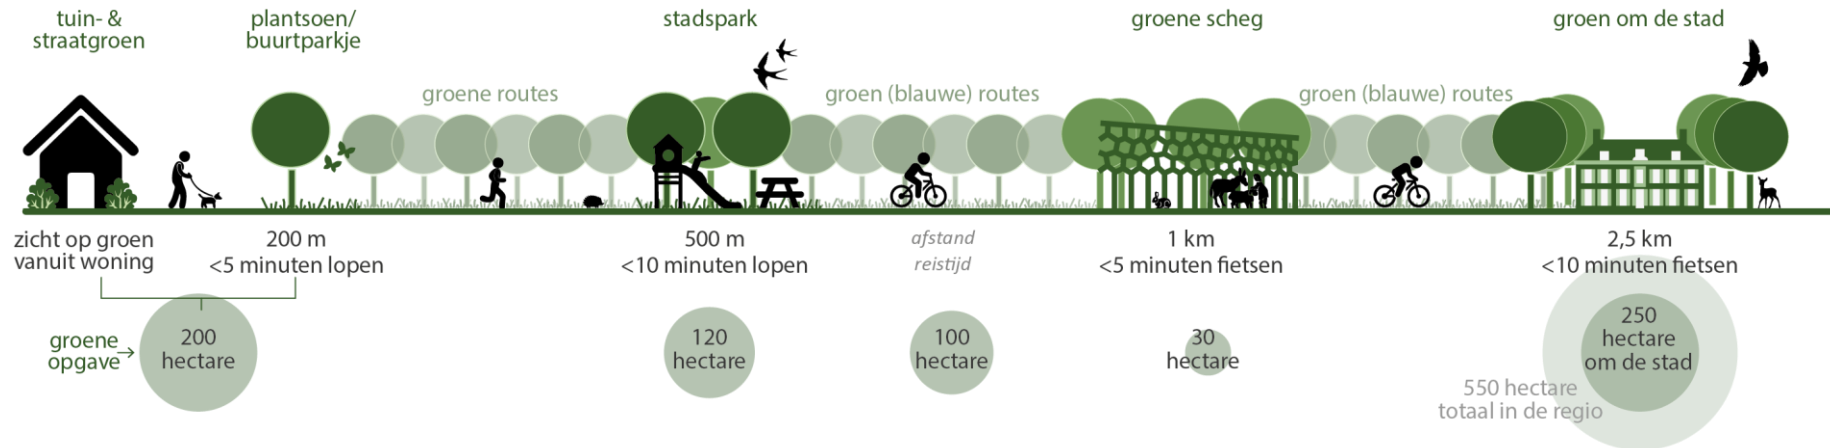 tuin- &
straatgroen
plantsoen/
buurtparkje
stadspark
groene scheg
groen om de stad
groene routes
groen (blauwe) routes
groen (blauwe) routes
zicht op groen
vanuit woning
200 m
<5 minuten lopen
500 m
<10 minuten lopen
afstand
reistijd
1 km
<5 minuten fietsen
2,5 km
<10 minuten fietsen
groene
opgave
200
hectare
120
hectare
100
hectare
30
hectare
250
hectare
om de stad
550 hectare
totaal in de regio